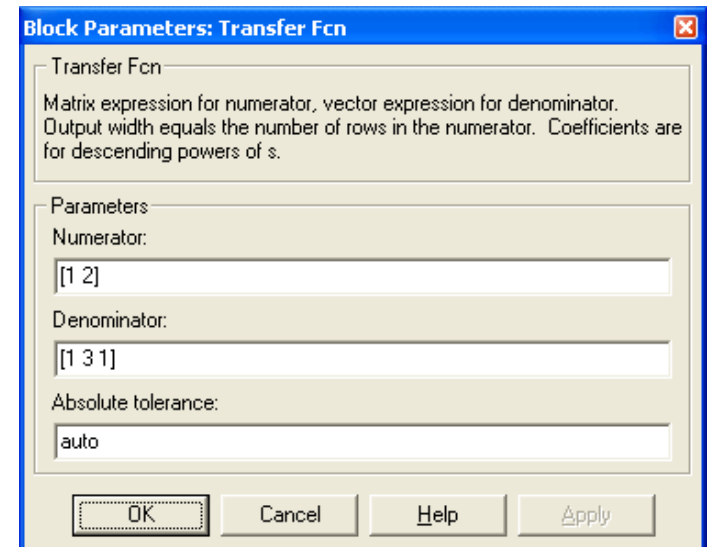 Block Parameters: Transfer Fcn
Transfer Fcn
Matrix expression for numerator, vector expression for denominator.
Output width equals the number of rows in the numerator.  Coefficients are
for descending powers of s.
Parameters
Numerator:
[1 2]
Denominator:
[1 3 1]
Absolute tolerance:
auto
OK Cancel Help Apply